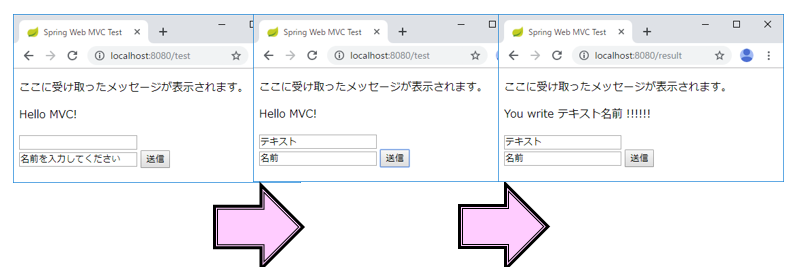 Spring Web MVC Test
localhost:8080/test
ここに受け取ったメッセージが表示されます。
Hello MVC!
名前を入力してください
送信
Spring Web MVC Test
localhost:8080/test
ここに受け取ったメッセージが表示されます。
Hello MVC!
テキスト
名前
送信
Spring Web MVC Test
localhost:8080/result
ここに受け取ったメッセージが表示されます。
You write テキスト名前 !!!!!!
テキスト
名前
送信